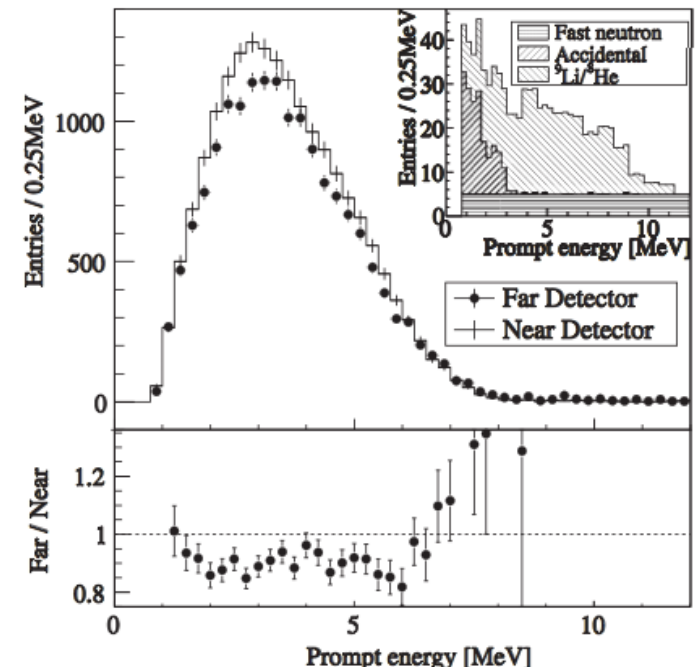 Entries / 0.25MeV
1000
500
0
Entries / 0.25MeV
40
30
20
10
0
0 5 10
Prompt energy [MeV]
Fast neutron
Accidental
⁹Li/⁸He
Far Detector
Near Detector
Far / Near
1.2
1
0.8
0 5 10
Prompt energy [MeV]